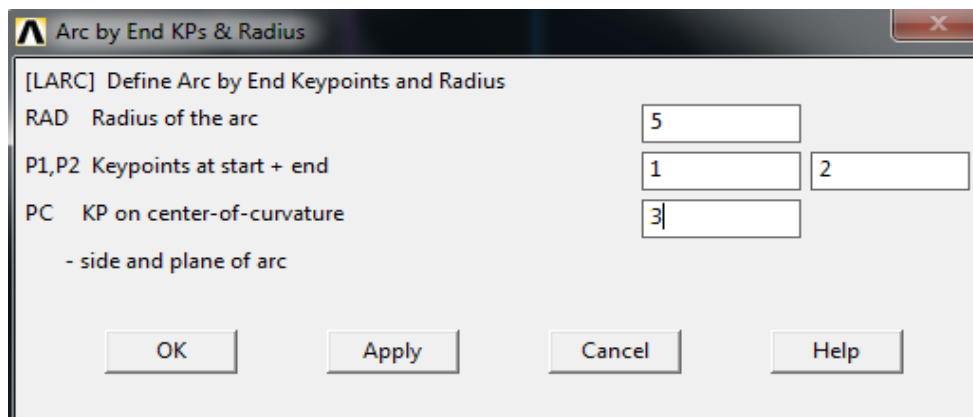 Arc by End KPs & Radius
[LARC] Define Arc by End Keypoints and Radius
RAD Radius of the arc 5
P1,P2 Keypoints at start + end 1 2
PC KP on center-of-curvature 3
- side and plane of arc
OK Apply Cancel Help